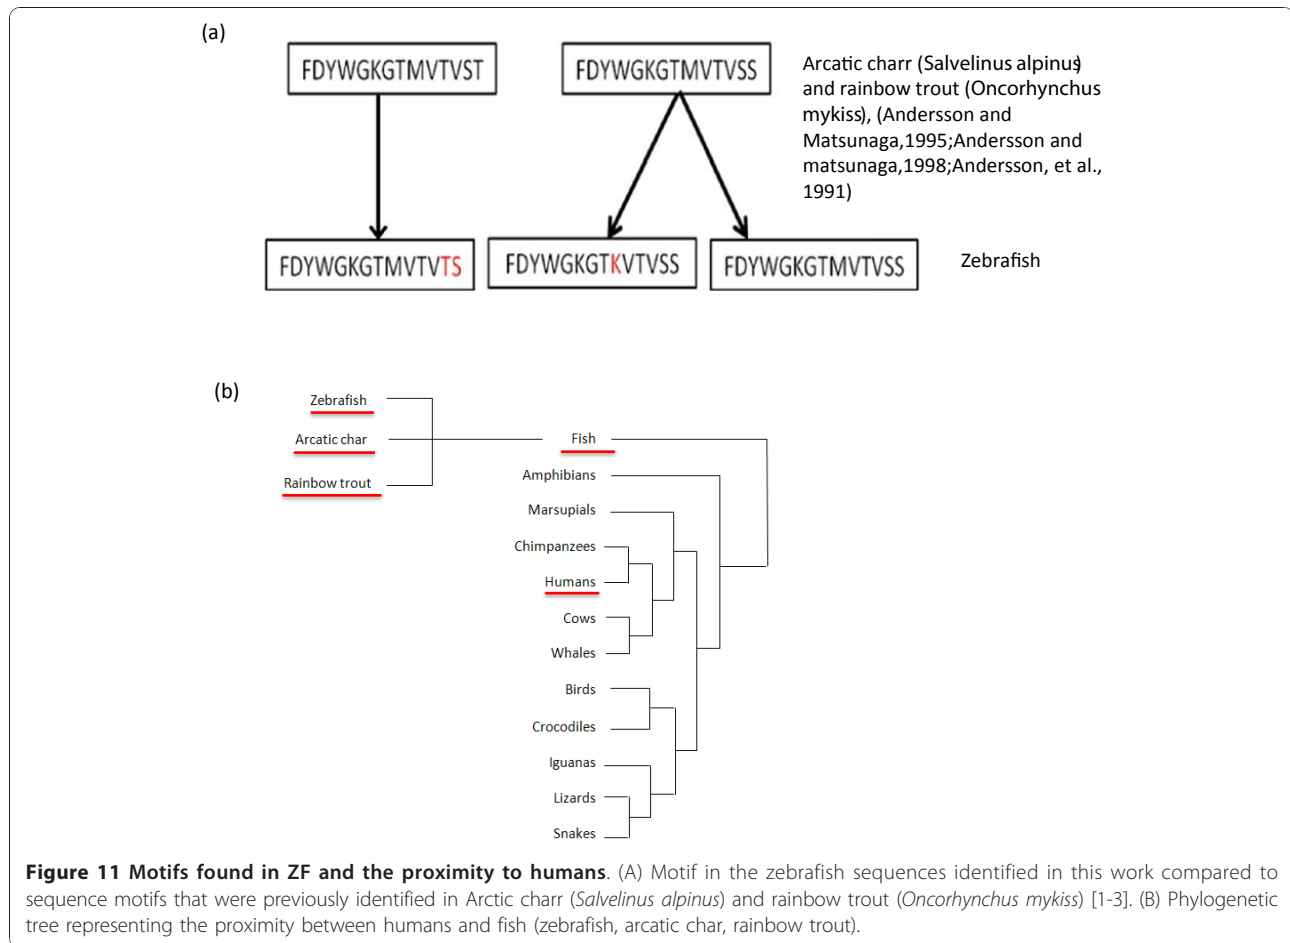 (a)
FDYWGKGTMVTVST
FDYWGKGTMVTVSS
Arcatic charr (Salvelinus alpinus)
and rainbow trout (Oncorhynchus
mykiss), (Andersson and
Matsunaga,1995;Andersson and
matsunaga,1998;Andersson, et al.,
1991)
FDYWGKGTMVTVTS
FDYWGKGTKVTVSS
FDYWGKGTMVTVSS
Zebrafish
(b)
Zebrafish
Arcatic char
Rainbow trout
Fish
Amphibians
Marsupials
Chimpanzees
Humans
Cows
Whales
Birds
Crocodiles
Iguanas
Lizards
Snakes
Figure 11 Motifs found in ZF and the proximity to humans. (A) Motif in the zebrafish sequences identified in this work compared to
sequence motifs that were previously identified in Arctic charr (Salvelinus alpinus) and rainbow trout (Oncorhynchus mykiss) [1-3]. (B) Phylogenetic
tree representing the proximity between humans and fish (zebrafish, arcatic char, rainbow trout).